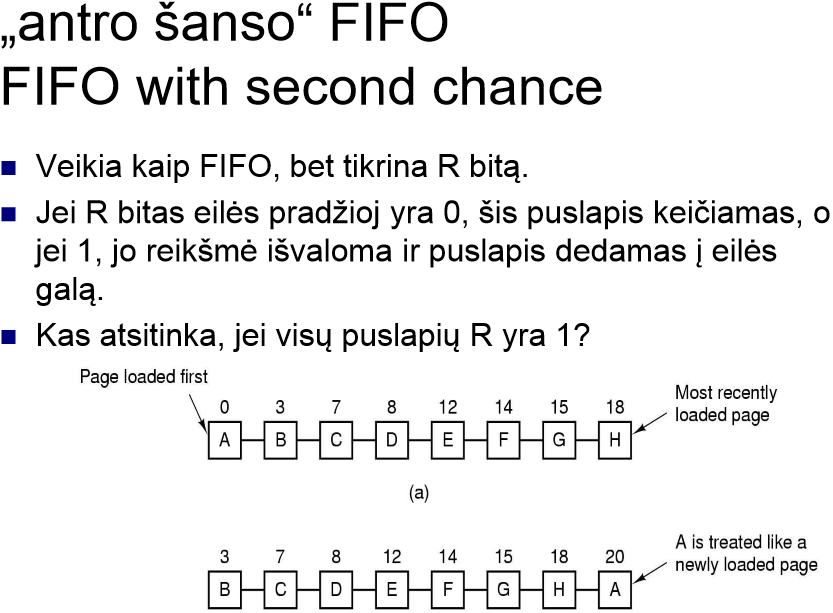 „antro šanso“ FIFO
FIFO with second chance
Veikia kaip FIFO, bet tikrina R bitą.
Jei R bitas eilės pradžioj yra 0, šis puslapis keičiamas, o
jei 1, jo reikšmė išvaloma ir puslapis dedamas į eilės
galą.
Kas atsitinka, jei visų puslapių R yra 1?
Page loaded first
0 3 7 8 12 14 15 18
A B C D E F G H
Most recently
loaded page
(a)
3 7 8 12 14 15 18 20
B C D E F G H A
A is treated like a
newly loaded page